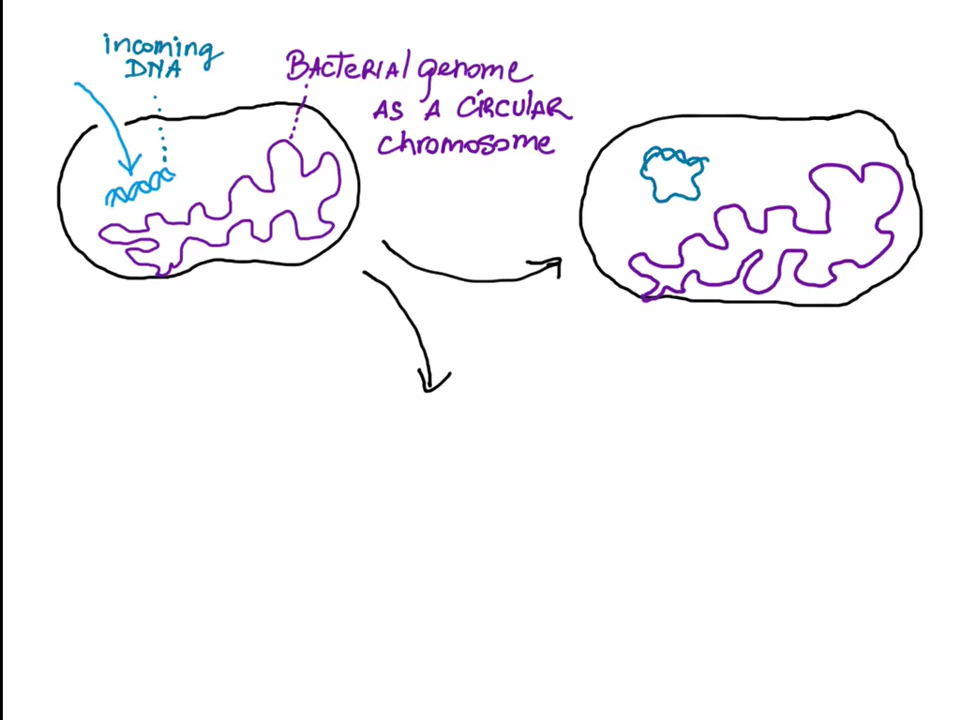 incoming
DNA
BACTERIAL genome
AS A CIRCULAR
chromosome